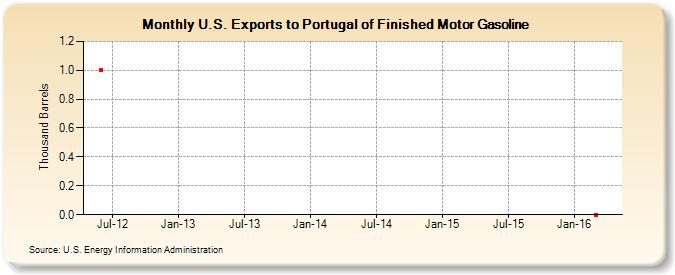 Monthly U.S. Exports to Portugal of Finished Motor Gasoline
Thousand Barrels
1.2
1.0
0.8
0.6
0.4
0.2
0.0
Jul-12 Jan-13 Jul-13 Jan-14 Jul-14 Jan-15 Jul-15 Jan-16
Source: U.S. Energy Information Administration